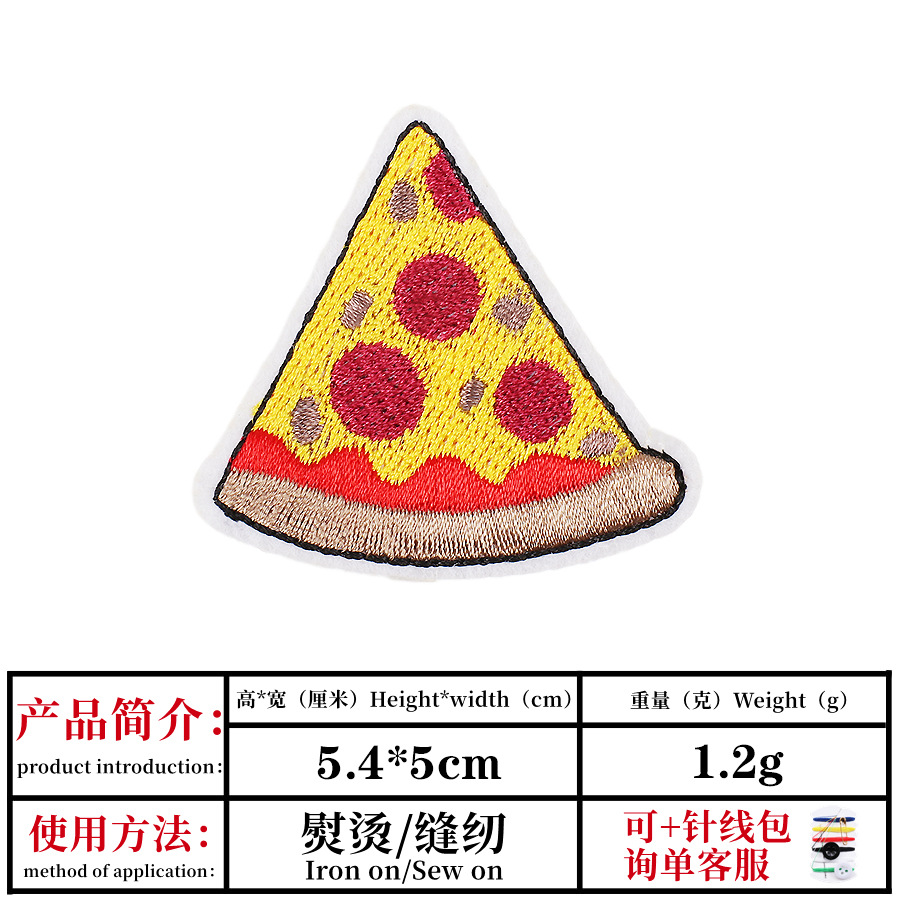 产品简介：
product introduction：
高*宽（厘米）Height*width（cm）
重量（克）Weight（g）
5.4*5cm
1.2g
使用方法：
method of application：
熨烫/缝纫
Iron on/Sew on
可+针线包
询单客服